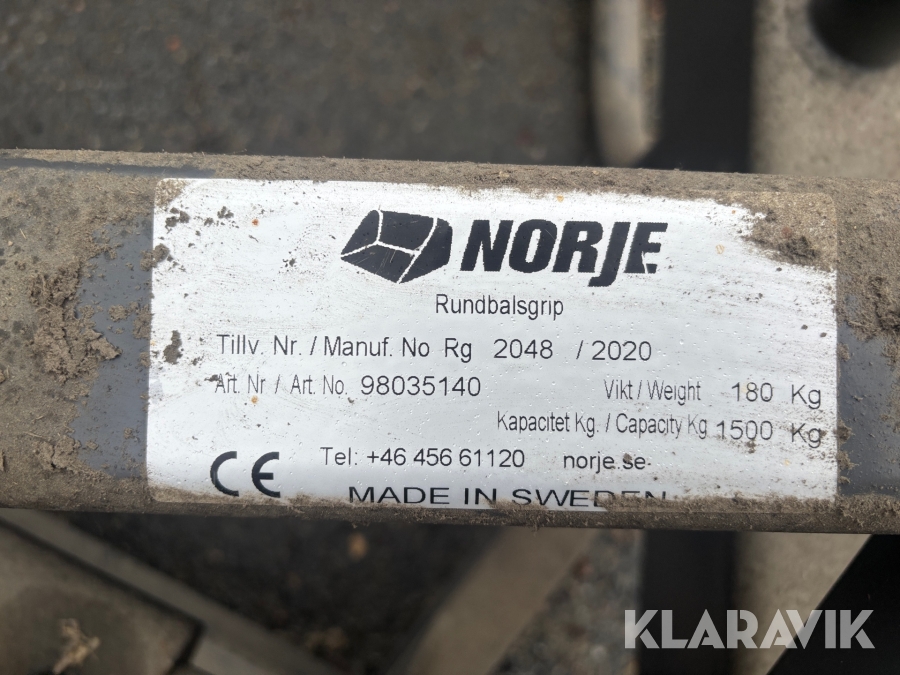 NORJE
Rundbalsgrip
Tillv. Nr. / Manuf. No Rg 2048 / 2020
Art. Nr / Art. No. 98035140 Vikt / Weight 180 Kg
Kapacitet Kg. / Capacity Kg 1500 Kg
Tel: +46 456 61120 norje.se
CE MADE IN SWEDEN
KLARAVIK